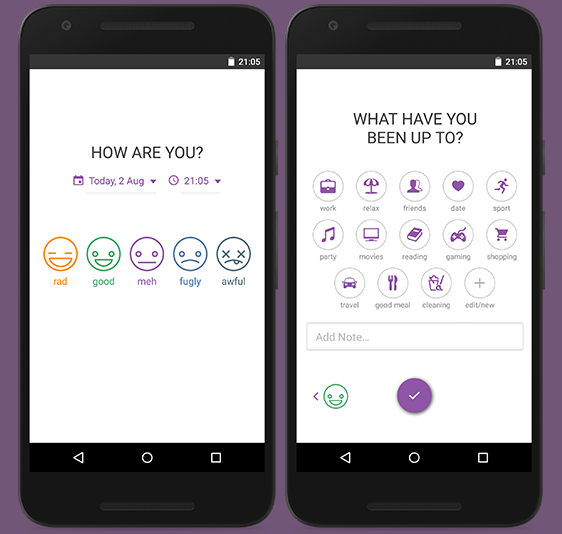 21:05
HOW ARE YOU?
Today, 2 Aug 21:05
rad good meh fugly awful
21:05
WHAT HAVE YOU
BEEN UP TO?
work relax friends date sport
party movies reading gaming shopping
travel good meal cleaning edit/new
Add Note...